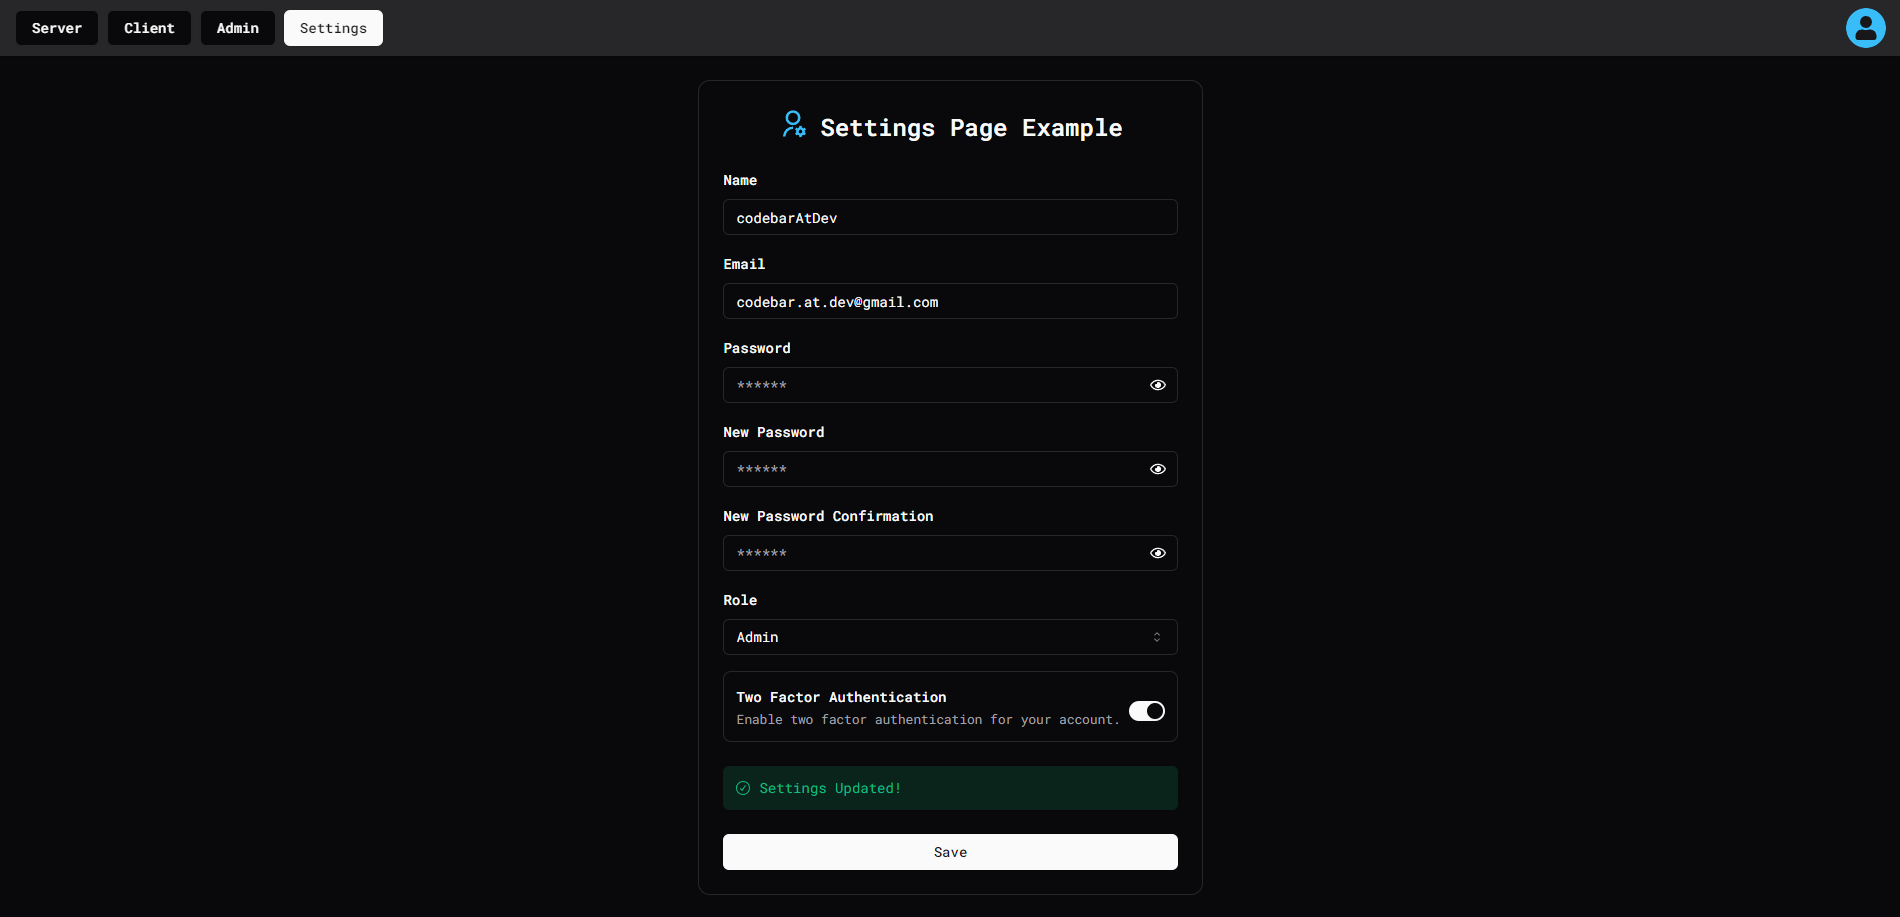 Server Client Admin Settings
Settings Page Example
Name
codebarAtDev
Email
codebar.at.dev@gmail.com
Password
******
New Password
******
New Password Confirmation
******
Role
Admin
Two Factor Authentication
Enable two factor authentication for your account.
Settings Updated!
Save